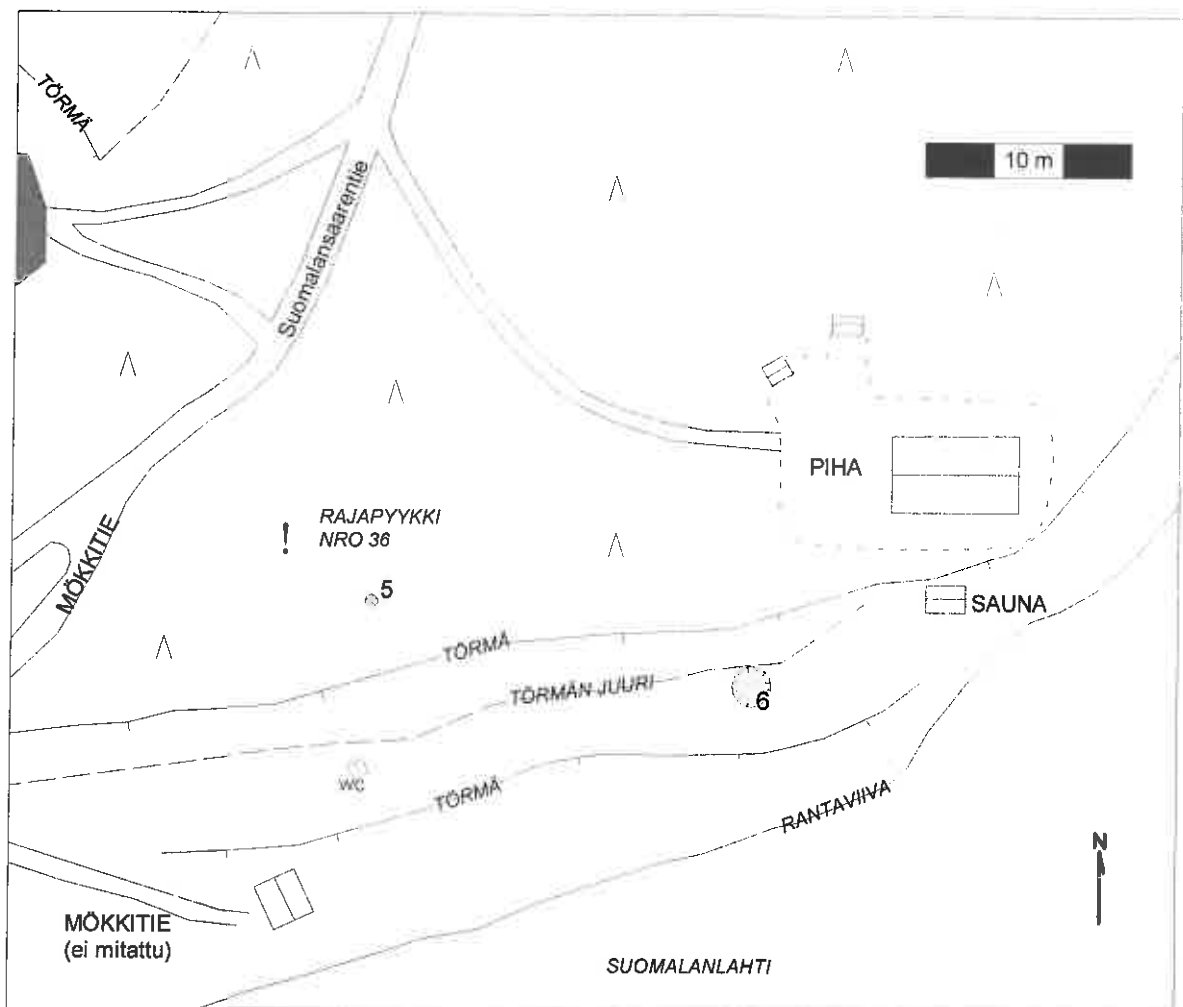 TÖRMÄ
10 m
Suomalansaarentie
PIHA
RAJAPYYKKI
NRO 36
!
MÖKKITIE
5
SAUNA
TÖRMÄ
TÖRMÄN JUURI
6
WC
TÖRMÄ
RANTAVIIVA
N
MÖKKITIE
(ei mitattu)
SUOMALANLAHTI